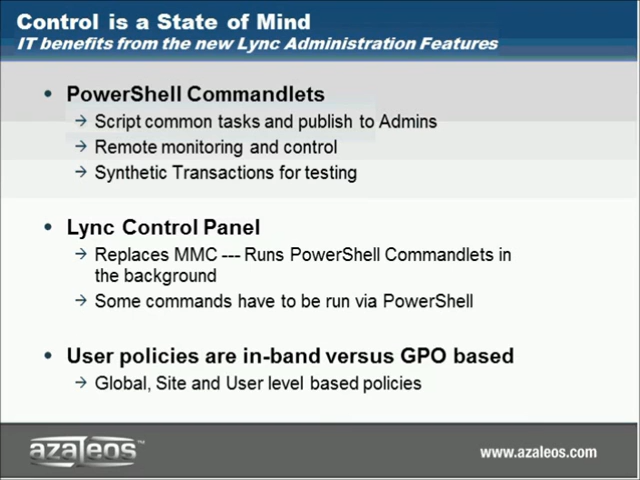 Control is a State of Mind
IT benefits from the new Lync Administration Features
• PowerShell Commandlets
→ Script common tasks and publish to Admins
→ Remote monitoring and control
→ Synthetic Transactions for testing
• Lync Control Panel
→ Replaces MMC --- Runs PowerShell Commandlets in
the background
→ Some commands have to be run via PowerShell
• User policies are in-band versus GPO based
→ Global, Site and User level based policies
azaleos™
www.azaleos.com